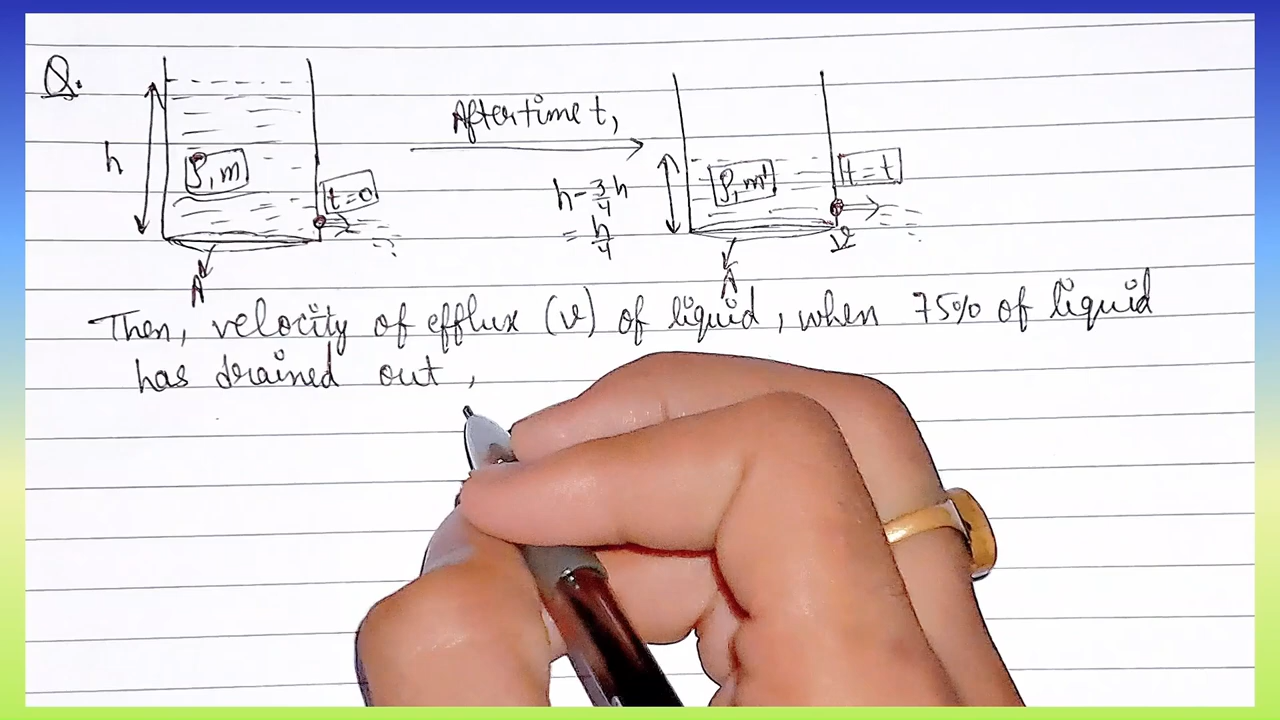 Q.
After time t,
h
ρ, m
t = 0
h - 3/4 h
= h/4
ρ, m'
t = t
v
A
A
Then, velocity of efflux (v) of liquid, when 75% of liquid
has drained out,